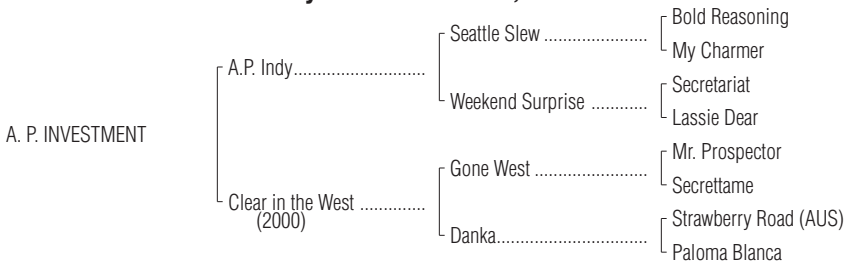 Bold Reasoning
Seattle Slew
My Charmer
A.P. Indy
Secretariat
Weekend Surprise
Lassie Dear
A. P. INVESTMENT
Mr. Prospector
Gone West
Secrettame
Clear in the West
(2000)
Strawberry Road (AUS)
Danka
Paloma Blanca